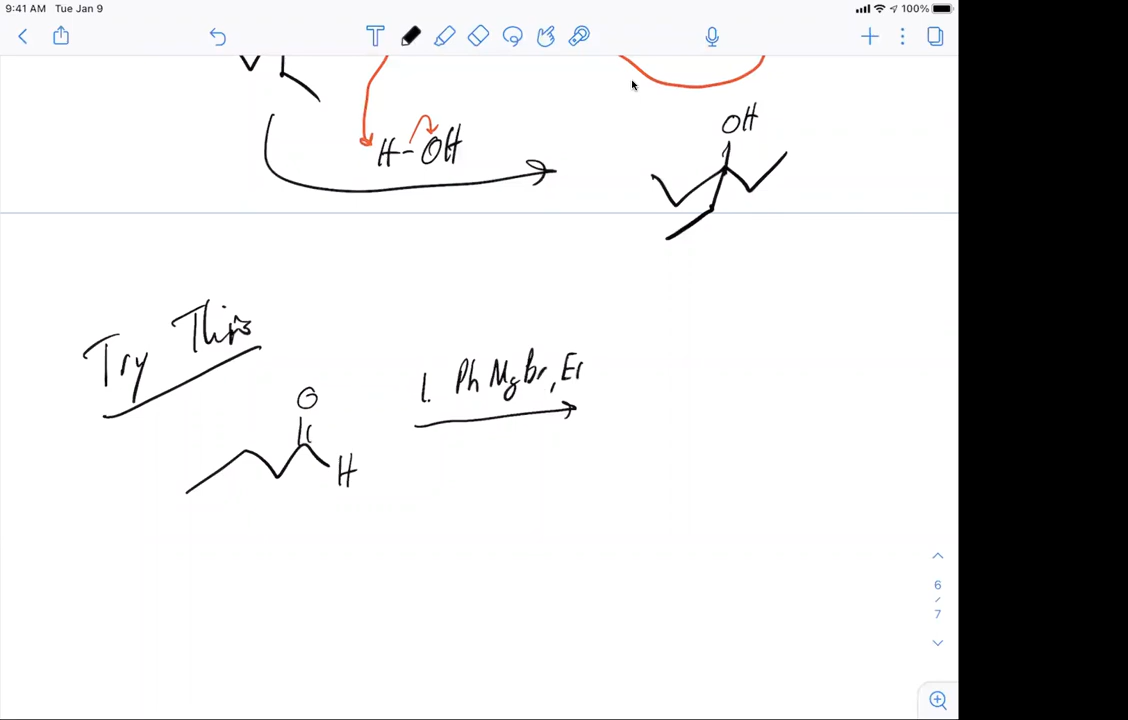 9:41 AM Tue Jan 9
100%
T
OH
H-OH
Try This
1. PhMgBr, Et
O
H
6
/
7